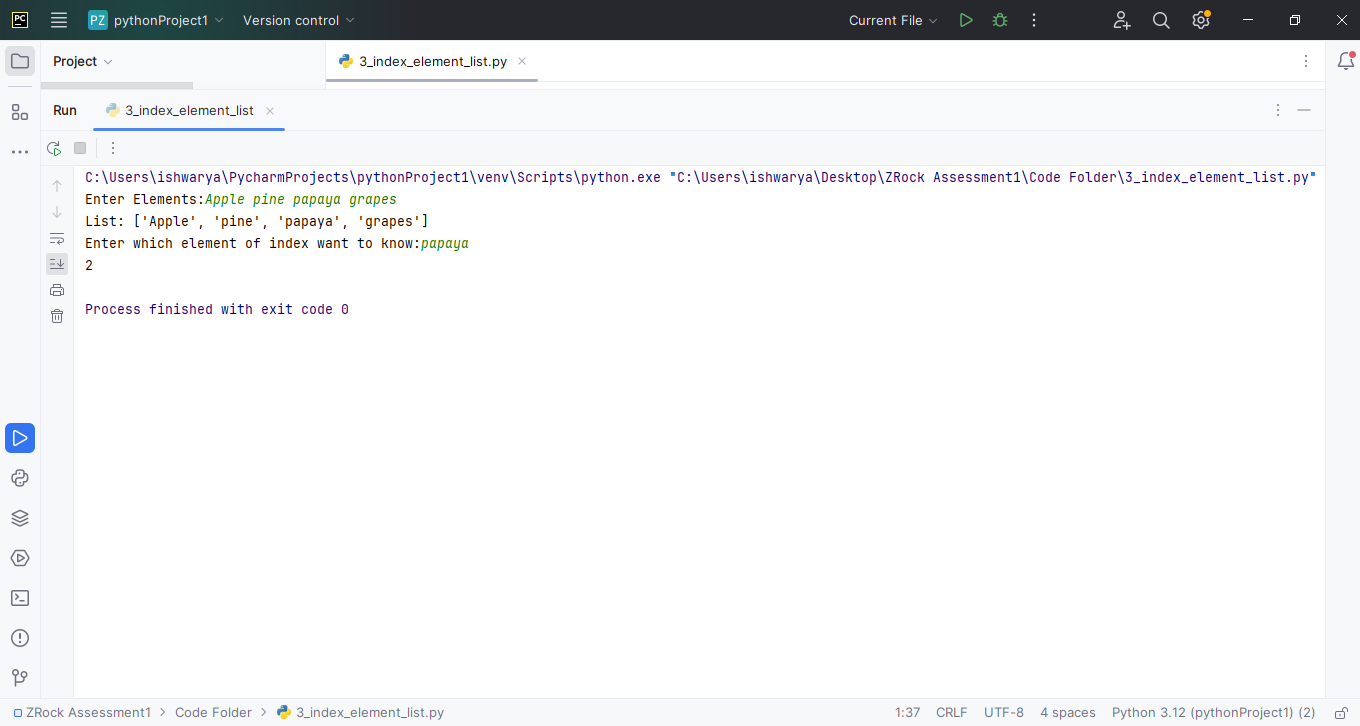 PC PZ pythonProject1 Version control Current File
Project 3_index_element_list.py
Run 3_index_element_list
C:\Users\ishwarya\PycharmProjects\pythonProject1\venv\Scripts\python.exe "C:\Users\ishwarya\Desktop\ZRock Assessment1\Code Folder\3_index_element_list.py"
Enter Elements:Apple pine papaya grapes
List: ['Apple', 'pine', 'papaya', 'grapes']
Enter which element of index want to know:papaya
2
Process finished with exit code 0
ZRock Assessment1 > Code Folder > 3_index_element_list.py 1:37 CRLF UTF-8 4 spaces Python 3.12 (pythonProject1) (2)